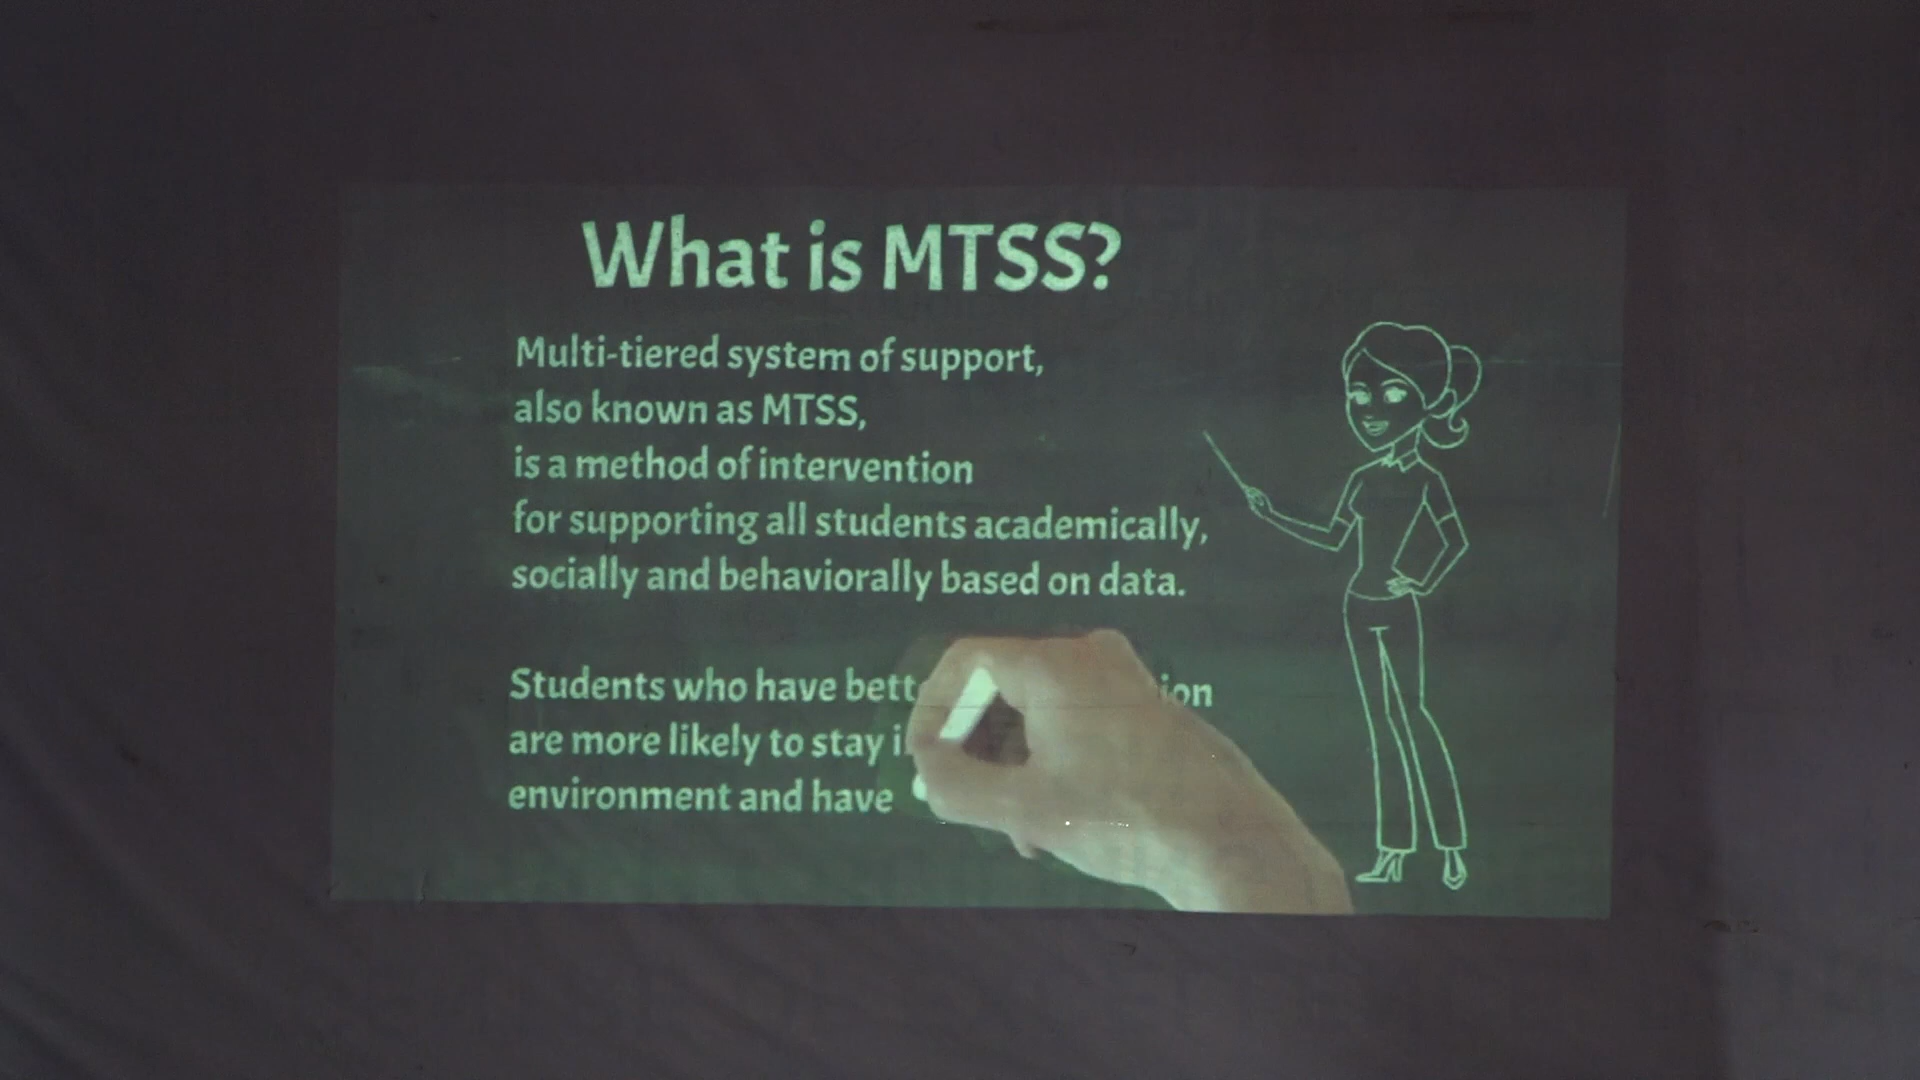 What is MTSS?
Multi-tiered system of support,
also known as MTSS,
is a method of intervention
for supporting all students academically,
socially and behaviorally based on data.
Students who have
are more likely to stay
environment and have